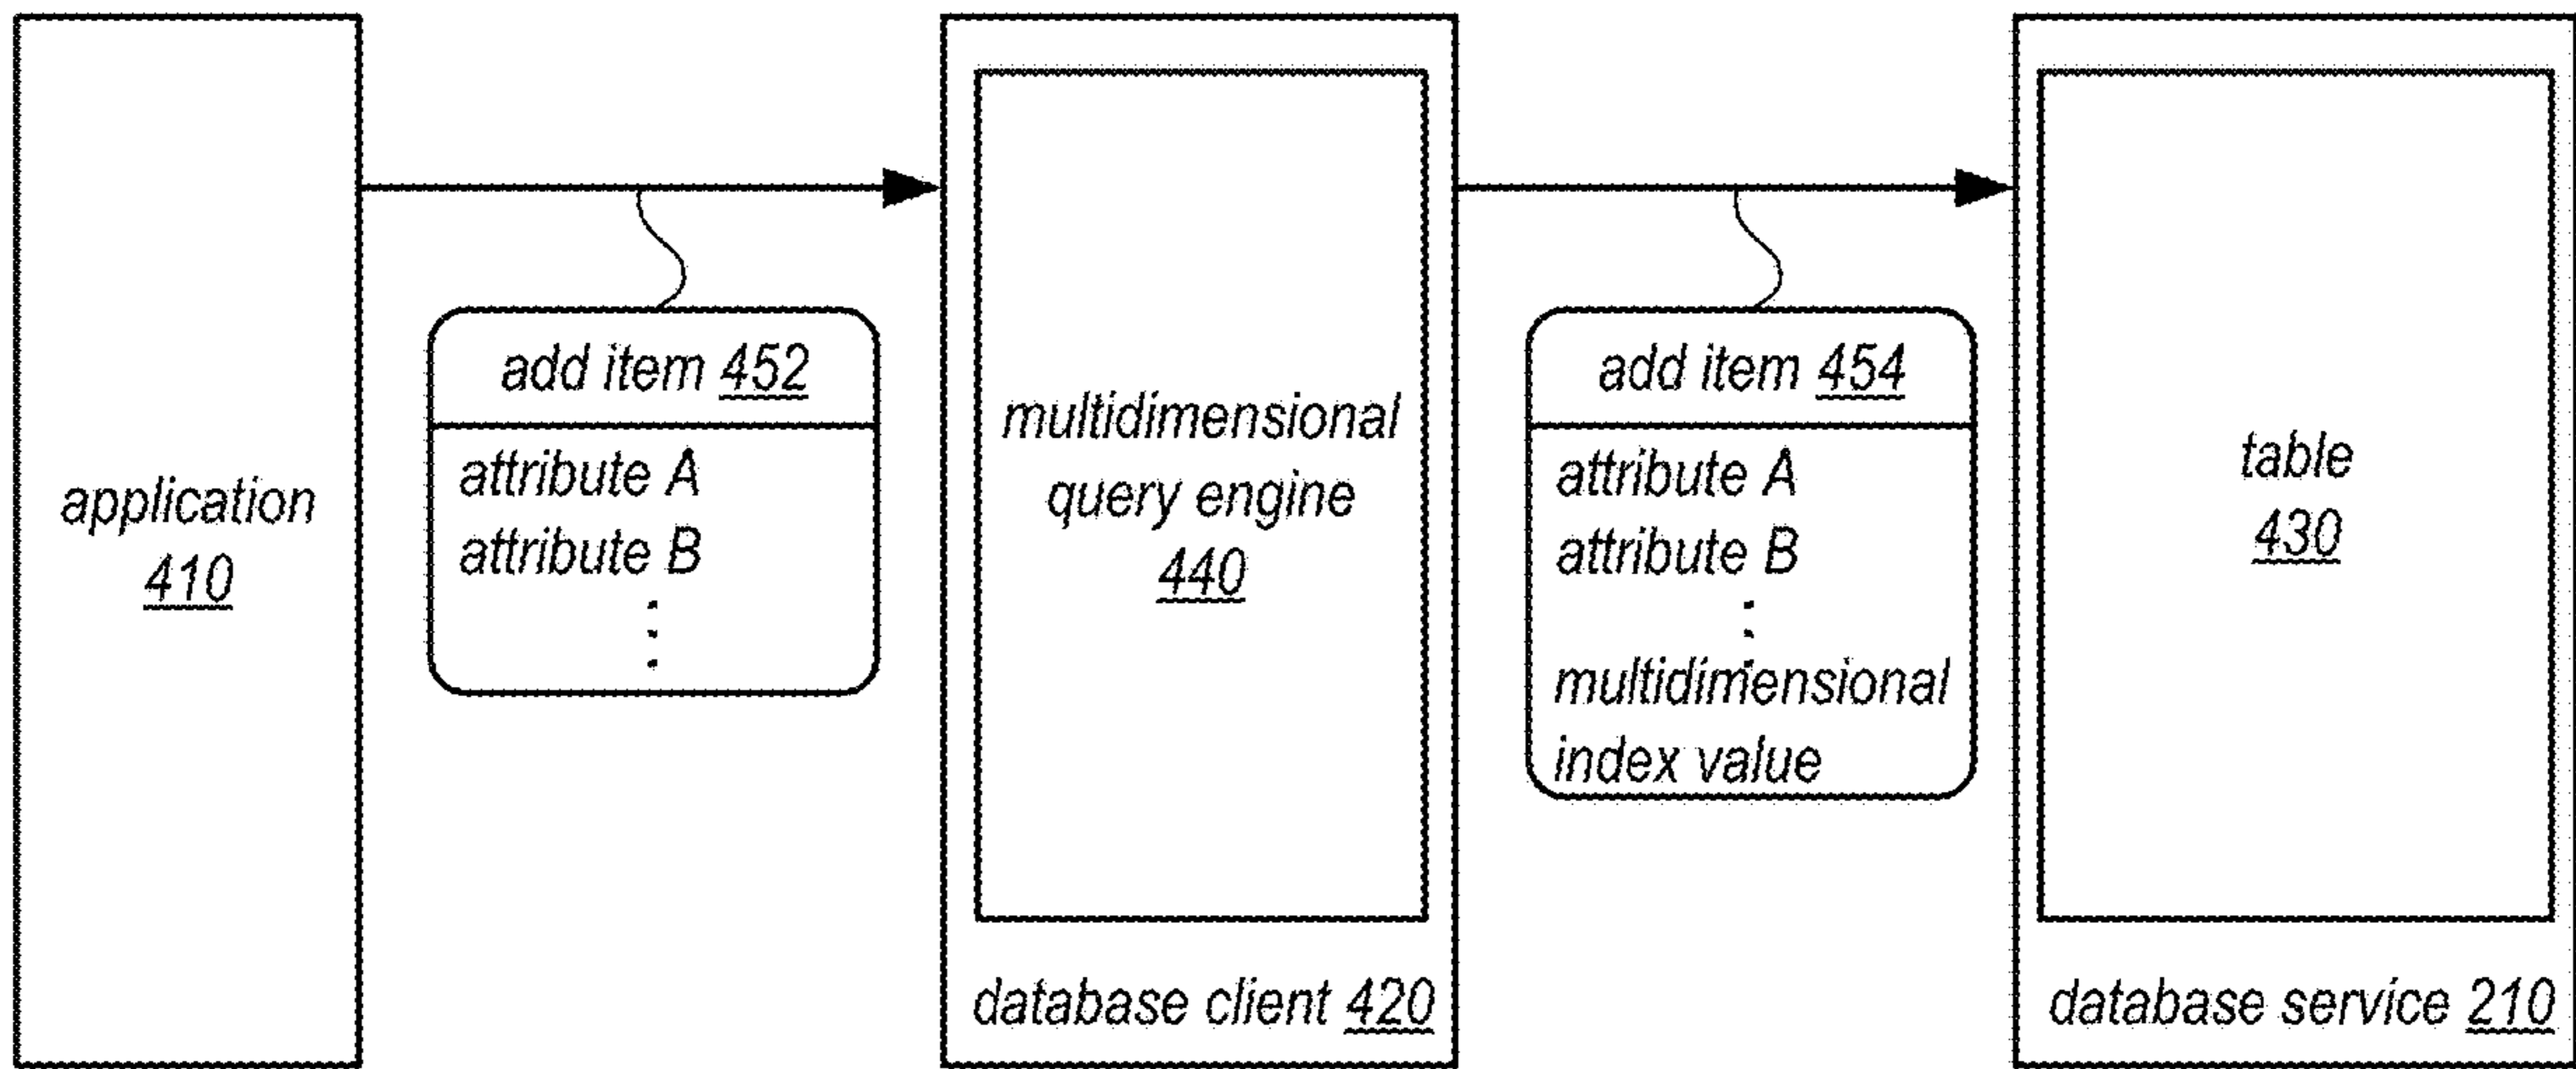 application
410
add item 452
attribute A
attribute B
multidimensional
query engine
440
database client 420
add item 454
attribute A
attribute B
multidimensional
index value
table
430
database service 210